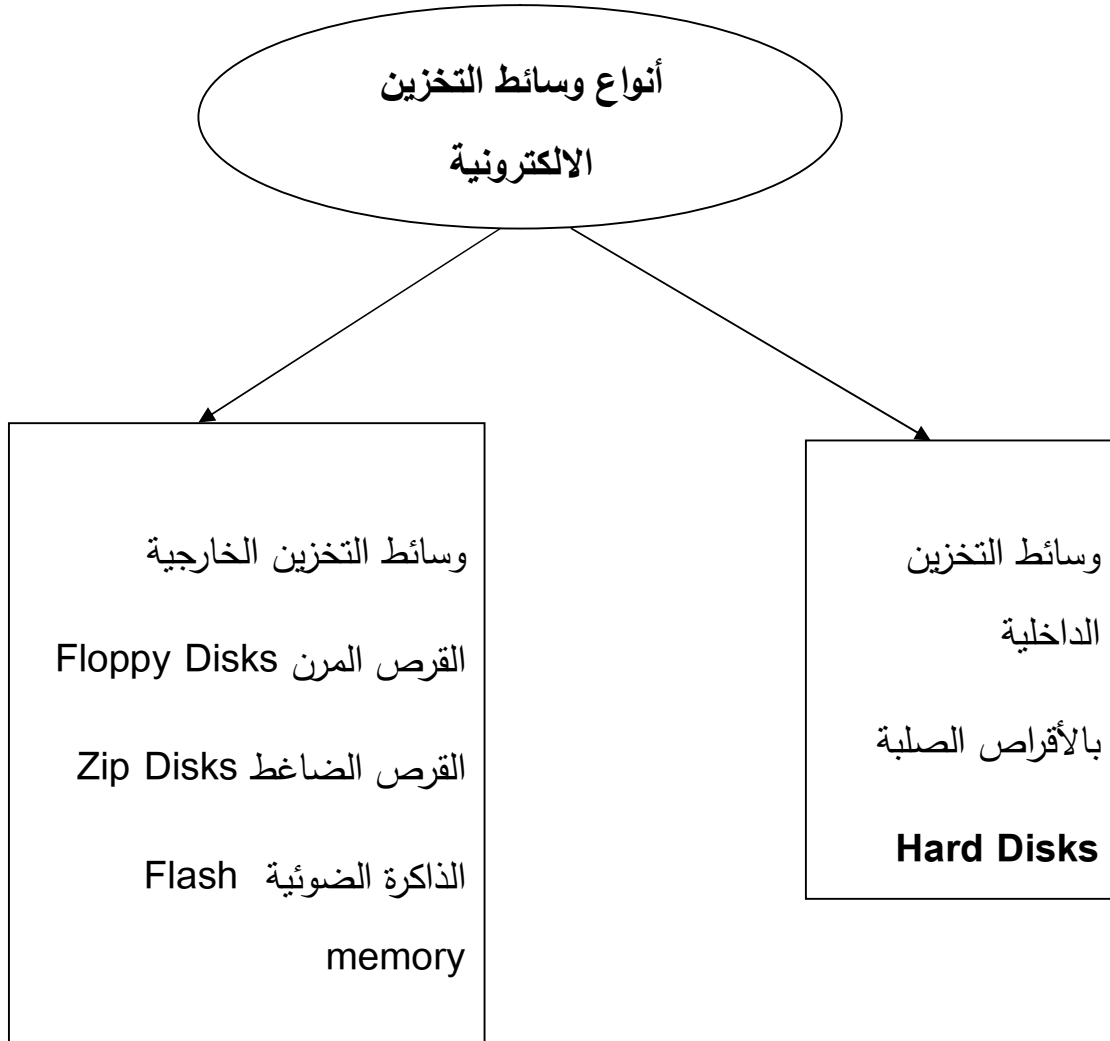 أنواع وسائط التخزين
الالكترونية
وسائط التخزين
الداخلية
بالأقراص الصلبة
Hard Disks
وسائط التخزين الخارجية
القرص المرن Floppy Disks
القرص الضاغط Zip Disks
الذاكرة الضوئية Flash
memory